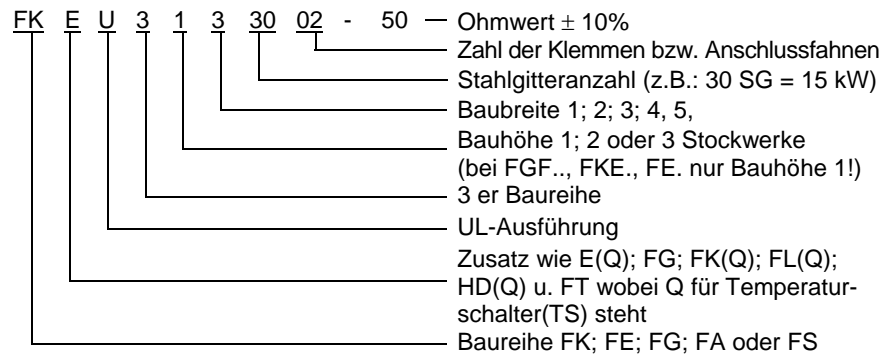 FK E U 3 1 3 30 02 - 50 Ohmwert ± 10%
Zahl der Klemmen bzw. Anschlussfahnen
Stahlgitteranzahl (z.B.: 30 SG = 15 kW)
Baubreite 1; 2; 3; 4, 5,
Bauhöhe 1; 2 oder 3 Stockwerke
(bei FGF.., FKE., FE. nur Bauhöhe 1!)
3 er Baureihe
UL-Ausführung
Zusatz wie E(Q); FG; FK(Q); FL(Q);
HD(Q) u. FT wobei Q für Temperatur-
schalter(TS) steht
Baureihe FK; FE; FG; FA oder FS